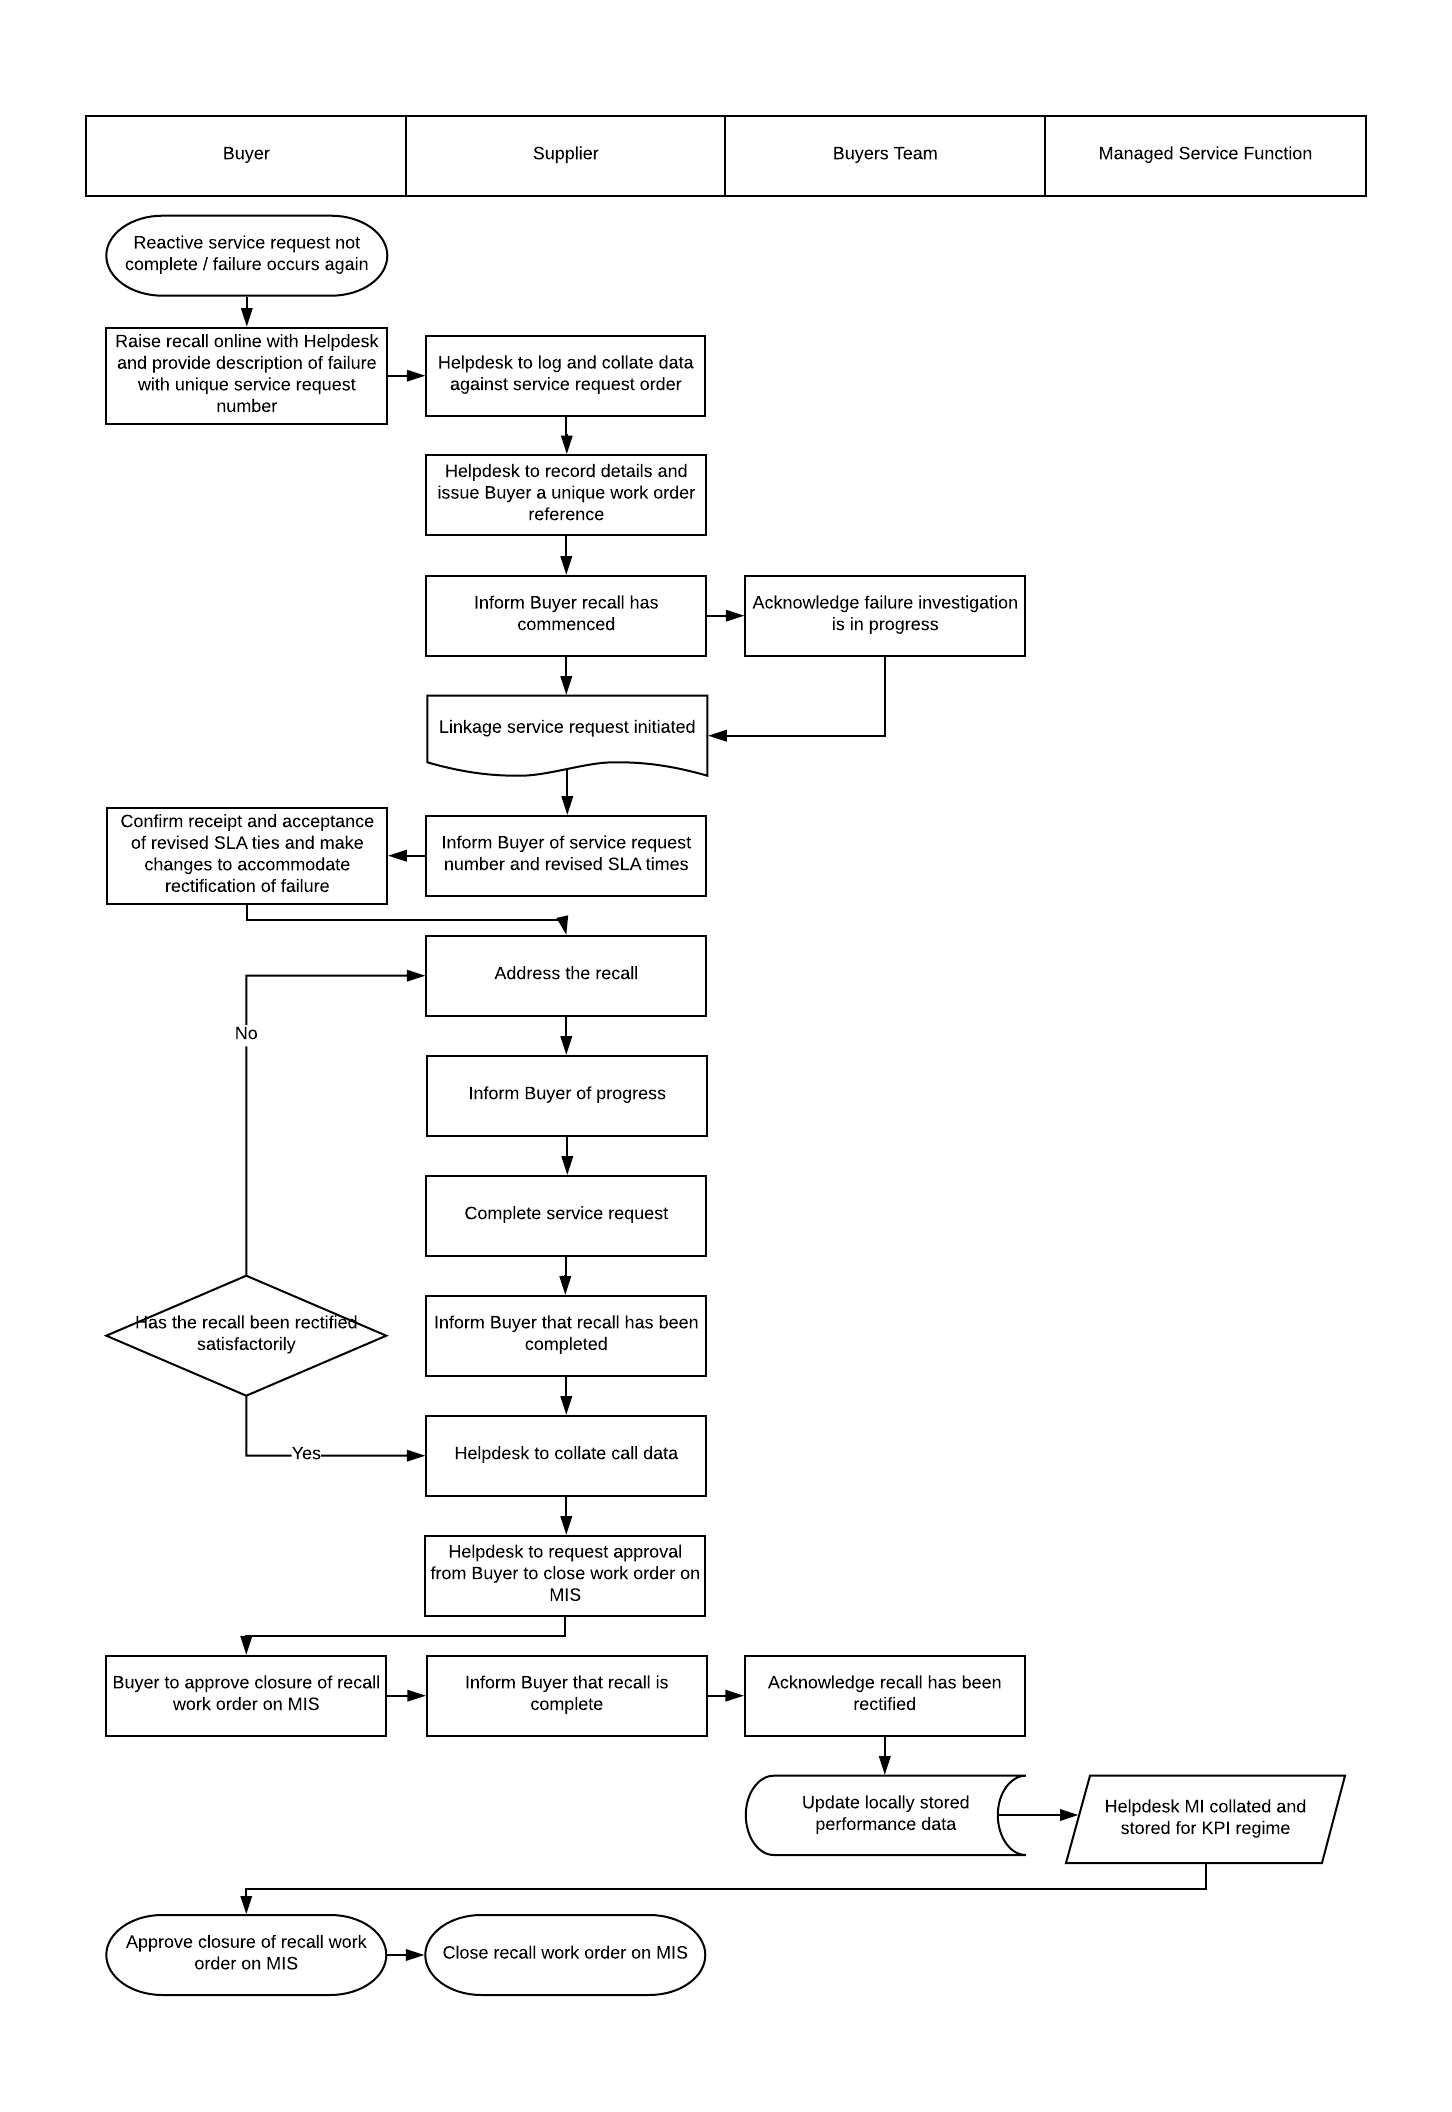 Buyer
Supplier
Buyers Team
Managed Service Function
Reactive service request not
complete / failure occurs again
Raise recall online with Helpdesk
and provide description of failure
with unique service request
number
Helpdesk to log and collate data
against service request order
Helpdesk to record details and
issue Buyer a unique work order
reference
Inform Buyer recall has
commenced
Acknowledge failure investigation
is in progress
Linkage service request initiated
Confirm receipt and acceptance
of revised SLA ties and make
changes to accommodate
rectification of failure
Inform Buyer of service request
number and revised SLA times
Address the recall
No
Inform Buyer of progress
Complete service request
Has the recall been rectified
satisfactorily
Inform Buyer that recall has been
completed
Yes
Helpdesk to collate call data
Helpdesk to request approval
from Buyer to close work order on
MIS
Buyer to approve closure of recall
work order on MIS
Inform Buyer that recall is
complete
Acknowledge recall has been
rectified
Update locally stored
performance data
Helpdesk MI collated and
stored for KPI regime
Approve closure of recall work
order on MIS
Close recall work order on MIS